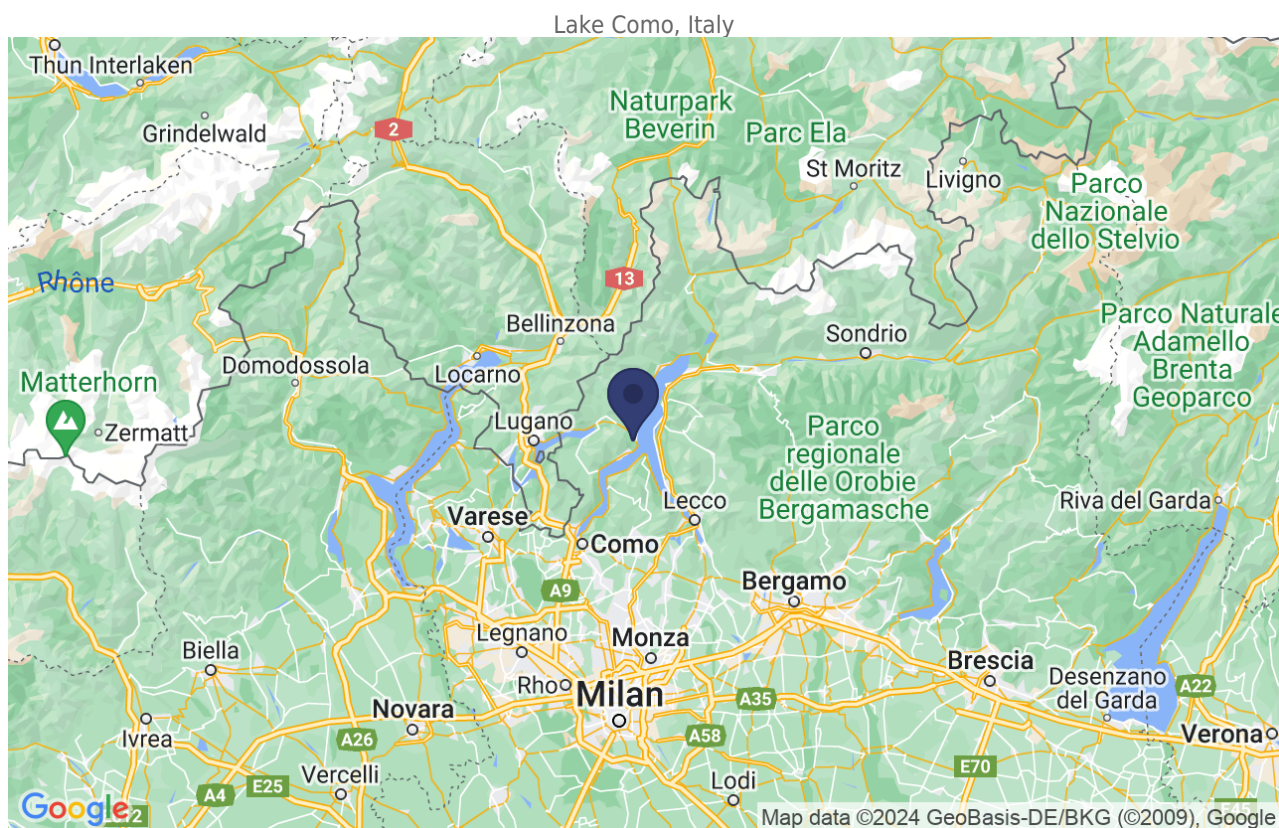 Lake Como, Italy
Thun Interlaken
Grindelwald
2
Naturpark
Beverin
Parc Ela
St Moritz
Livigno
Parco
Nazionale
dello Stelvio
Rhône
13
Bellinzona
Sondrio
Parco Naturale
Adamello
Brenta
Geoparco
Domodossola
Locarno
Matterhorn
Zermatt
Lugano
Parco
regionale
delle Orobie
Bergamasche
Lecco
Riva del Garda
Varese
Como
A9
Bergamo
Legnano
Monza
Biella
Brescia
Desenzano
del Garda
A22
Rho
Milan
A35
Novara
Ivrea
A26
A58
Verona
Vercelli
E70
Lodi
E25
A4
Google
Map data ©2024 GeoBasis-DE/BKG (©2009), Google